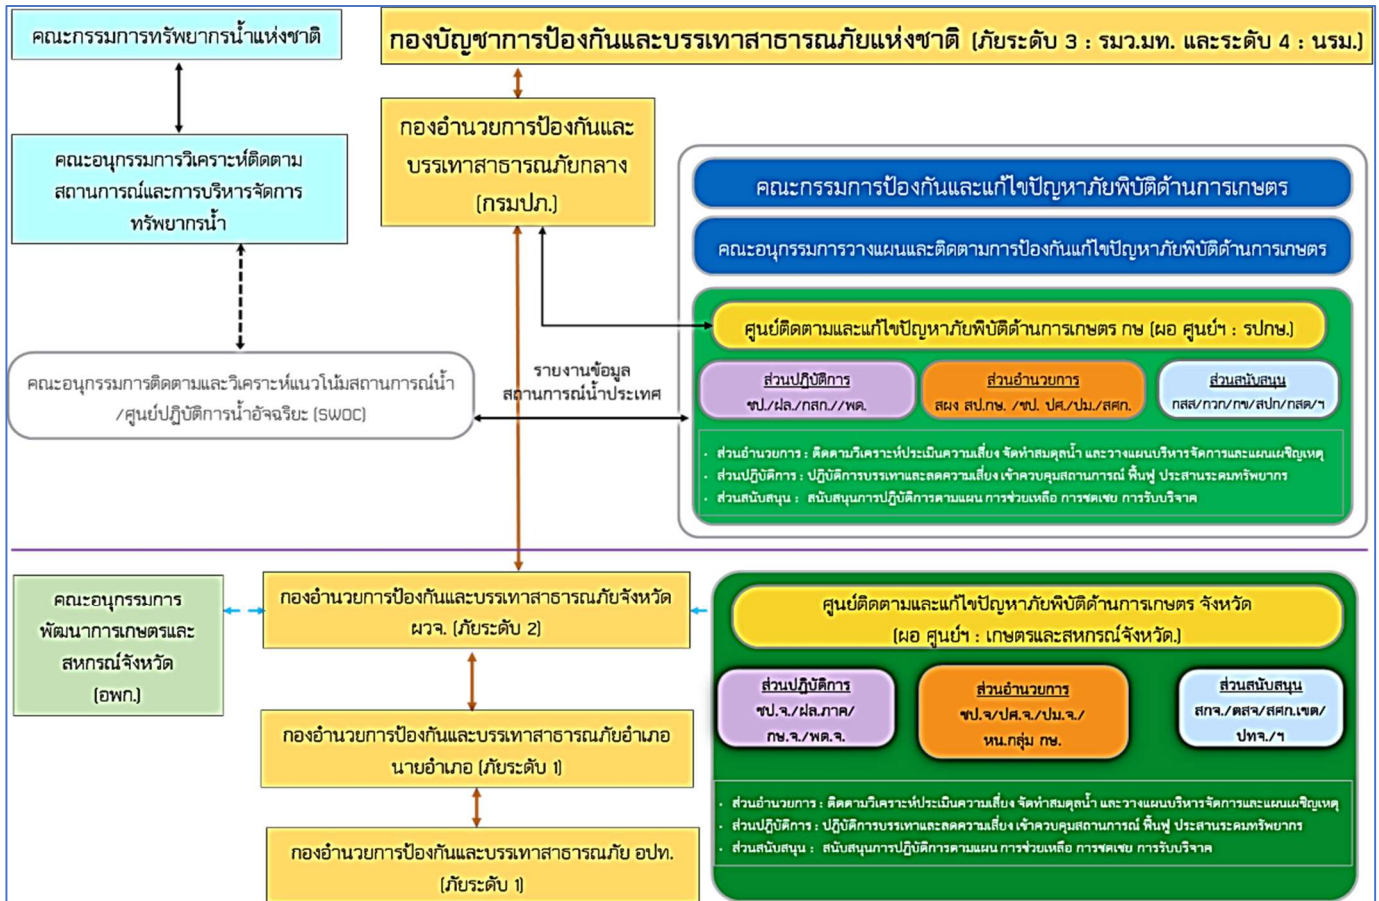 คณะกรรมการทรัพยากรน้ำแห่งชาติ
กองบัญชาการป้องกันและบรรเทาสาธารณภัยแห่งชาติ (ภัยระดับ 3 : รมว.มท. และระดับ 4 : นรม.)
คณะอนุกรรมการวิเคราะห์ติดตาม
สถานการณ์และการบริหารจัดการ
ทรัพยากรน้ำ
กองอำนวยการป้องกันและ
บรรเทาสาธารณภัยกลาง
(กรมปภ.)
คณะกรรมการป้องกันและแก้ไขปัญหาภัยพิบัติด้านการเกษตร
คณะอนุกรรมการวางแผนและติดตามการป้องกันแก้ไขปัญหาภัยพิบัติด้านการเกษตร
ศูนย์ติดตามและแก้ไขปัญหาภัยพิบัติด้านการเกษตร กษ (ผอ ศูนย์ฯ : รปกษ.)
คณะอนุกรรมการติดตามและวิเคราะห์แนวโน้มสถานการณ์น้ำ
/ศูนย์ปฏิบัติการน้ำอัจฉริยะ (SWOC)
รายงานข้อมูล
สถานการณ์น้ำประเทศ
ส่วนปฏิบัติการ
ชป./ฝล./กสก.//พด.
ส่วนอำนวยการ
สผง สป.กษ. /ชป. ปศ./ปม./สศก.
ส่วนสนับสนุน
กสส/กวก/กข/สปก/กสต/ฯ
· ส่วนอำนวยการ : ติดตามวิเคราะห์ประเมินความเสี่ยง จัดทำสมดุลน้ำ และวางแผนบริหารจัดการและแผนเผชิญเหตุ
· ส่วนปฏิบัติการ : ปฏิบัติการบรรเทาและลดความเสี่ยง เข้าควบคุมสถานการณ์ ฟื้นฟู ประสานระดมทรัพยากร
· ส่วนสนับสนุน : สนับสนุนการปฏิบัติการตามแผน การช่วยเหลือ การชดเชย การรับบริจาค
คณะอนุกรรมการ
พัฒนาการเกษตรและ
สหกรณ์จังหวัด
(อพก.)
กองอำนวยการป้องกันและบรรเทาสาธารณภัยจังหวัด
ผวจ. (ภัยระดับ 2)
ศูนย์ติดตามและแก้ไขปัญหาภัยพิบัติด้านการเกษตร จังหวัด
(ผอ ศูนย์ฯ : เกษตรและสหกรณ์จังหวัด.)
ส่วนปฏิบัติการ
ชป.จ./ฝล.ภาค/
กษ.จ./พด.จ.
ส่วนอำนวยการ
ชป.จ/ปศ.จ./ปม.จ./
หน.กลุ่ม กษ.
ส่วนสนับสนุน
สกจ./ตสจ/สศก.เขต/
ปทจ./ฯ
กองอำนวยการป้องกันและบรรเทาสาธารณภัยอำเภอ
นายอำเภอ (ภัยระดับ 1)
กองอำนวยการป้องกันและบรรเทาสาธารณภัย อปท.
(ภัยระดับ 1)
· ส่วนอำนวยการ : ติดตามวิเคราะห์ประเมินความเสี่ยง จัดทำสมดุลน้ำ และวางแผนบริหารจัดการและแผนเผชิญเหตุ
· ส่วนปฏิบัติการ : ปฏิบัติการบรรเทาและลดความเสี่ยง เข้าควบคุมสถานการณ์ ฟื้นฟู ประสานระดมทรัพยากร
· ส่วนสนับสนุน : สนับสนุนการปฏิบัติการตามแผน การช่วยเหลือ การชดเชย การรับบริจาค